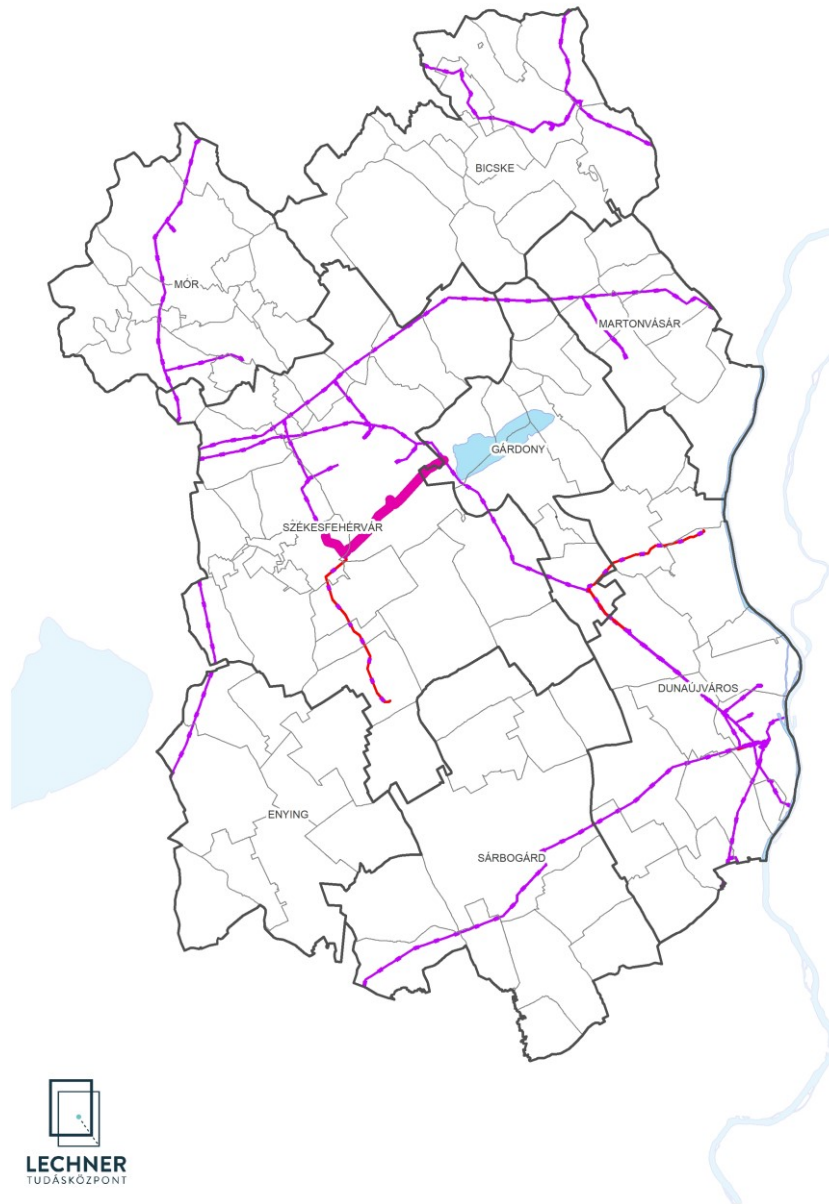 BICSKE
MÓR
MARTONVÁSÁR
GÁRDONY
SZÉKESFEHÉRVÁR
DUNAÚJVÁROS
ENYING
SÁRBOGÁRD
LECHNER
TUDÁSKÖZPONT